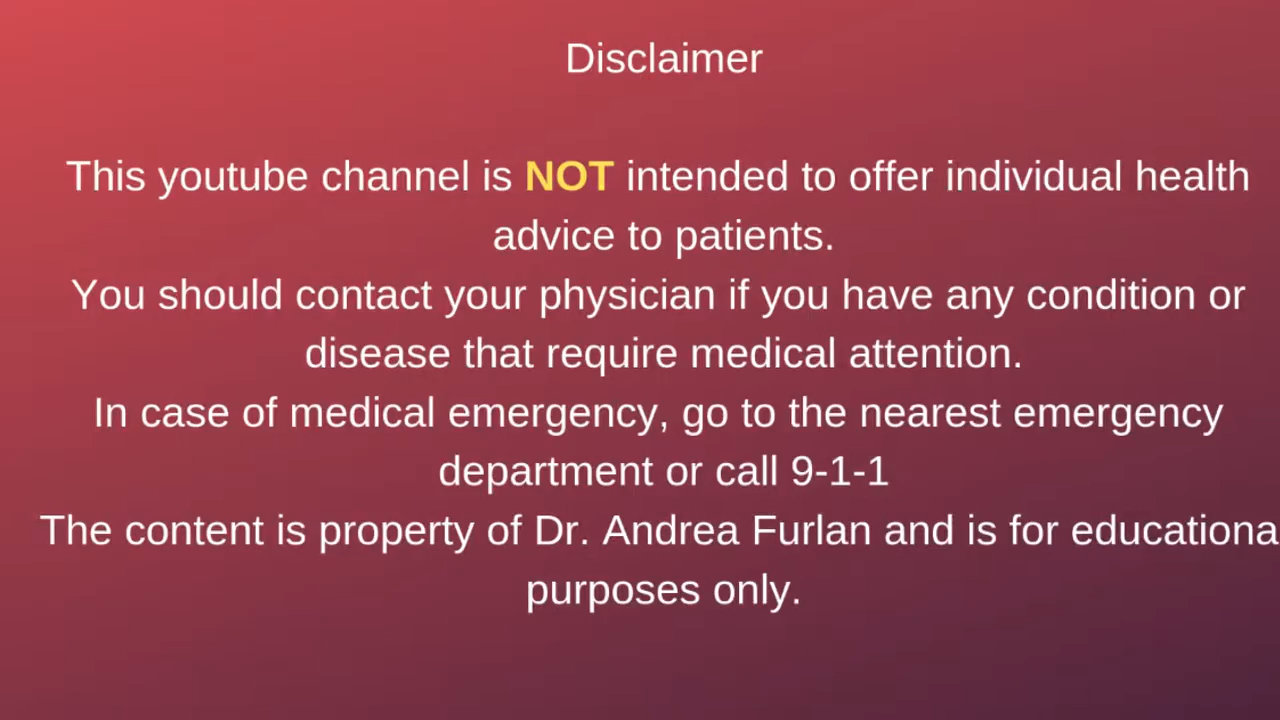 Disclaimer
This youtube channel is NOT intended to offer individual health
advice to patients.
You should contact your physician if you have any condition or
disease that require medical attention.
In case of medical emergency, go to the nearest emergency
department or call 9-1-1
The content is property of Dr. Andrea Furlan and is for educationa
purposes only.